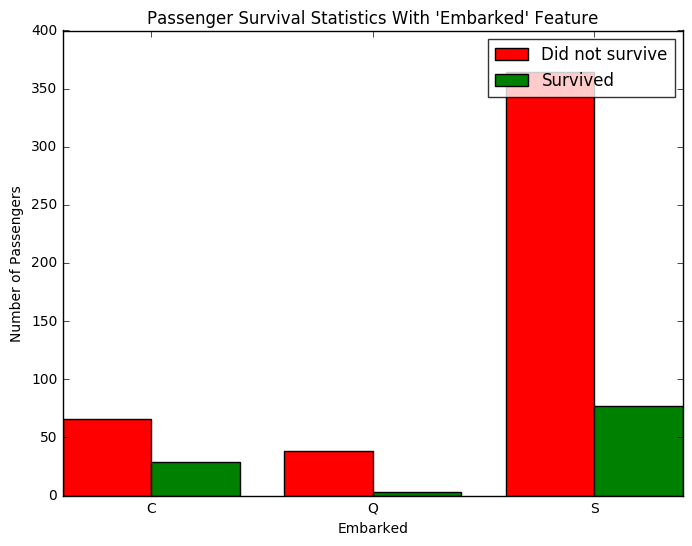 Passenger Survival Statistics With 'Embarked' Feature
400
350
300
250
200
150
100
50
0
Number of Passengers
Did not survive
Survived
C Q S
Embarked